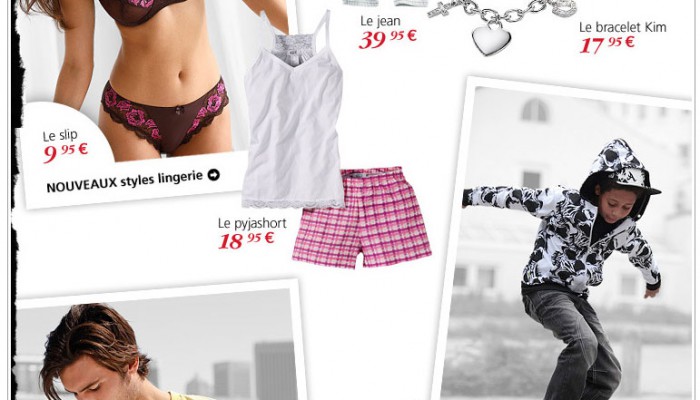 Le jean
39 95 €
Le bracelet Kim
17 95 €
Le slip
9 95 €
NOUVEAUX styles lingerie
Le pyjashort
18 95 €